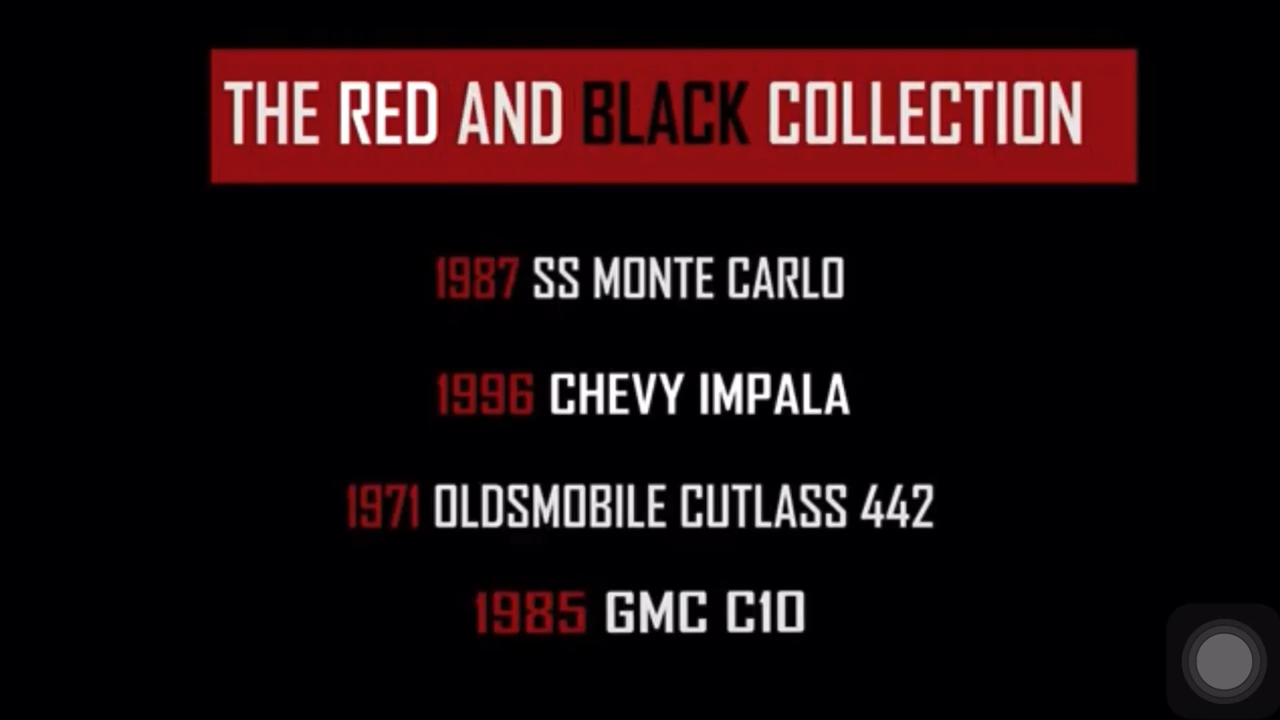 THE RED AND BLACK COLLECTION
1987 SS MONTE CARLO
1996 CHEVY IMPALA
1971 OLDSMOBILE CUTLASS 442
1985 GMC C10